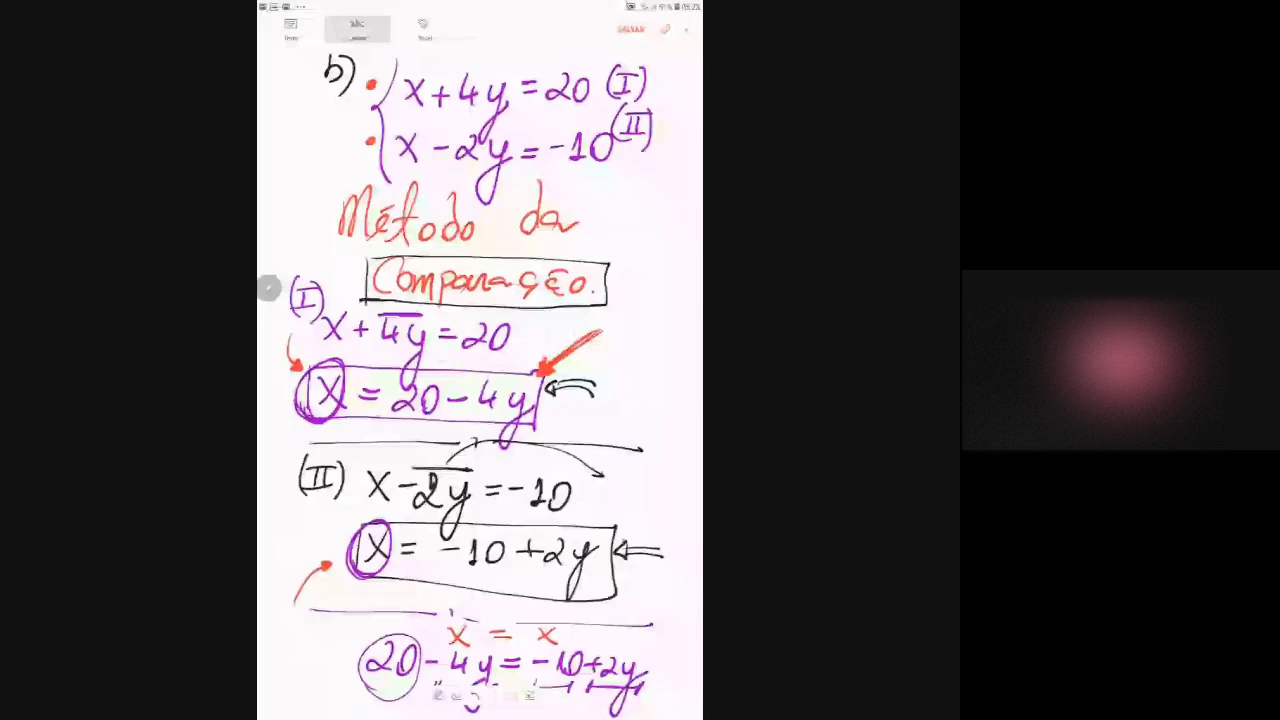 SALVAR
b) x + 4y = 20 (I)
x - 2y = -10 (II)
Método da
Comparação.
(I)
x + 4y = 20
x = 20 - 4y
(II) x - 2y = -10
x = -10 + 2y
x = x
20 - 4y = -10 + 2y